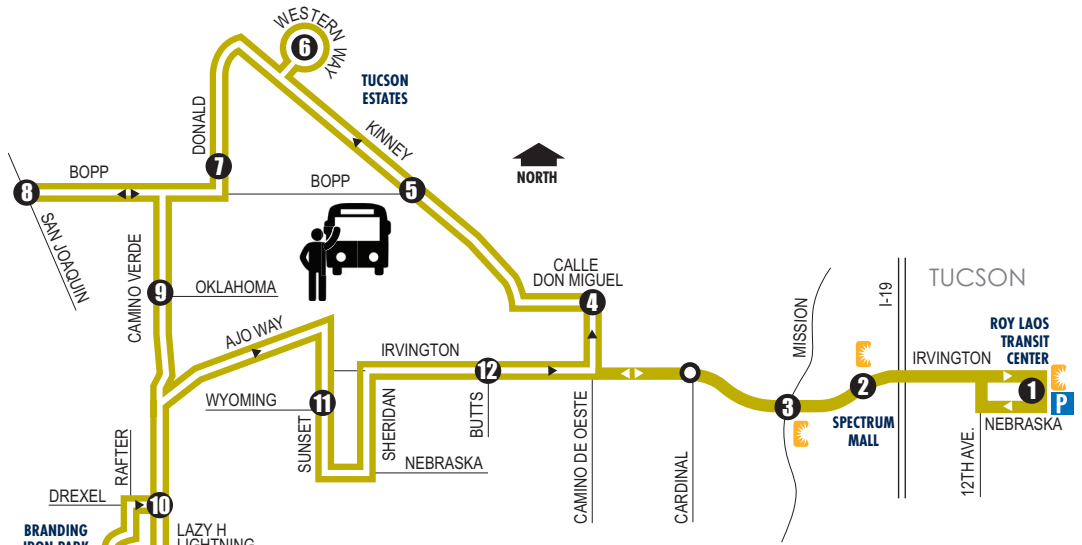 WESTERN WAY
6
TUCSON
ESTATES
DONALD
KINNEY
7
BOPP
BOPP
5
8
NORTH
SAN JOAQUIN
CAMINO VERDE
9
OKLAHOMA
CALLE
DON MIGUEL
4
MISSION
I-19
TUCSON
ROY LAOS
TRANSIT
CENTER
AJO WAY
IRVINGTON
12
IRVINGTON
1
P
2
3
WYOMING
11
SUNSET
SHERIDAN
BUTTS
CAMINO DE OESTE
CARDINAL
SPECTRUM
MALL
NEBRASKA
12TH AVE.
NEBRASKA
RAFTER
DREXEL
10
BRANDING
IRON PARK
LAZY H
LIGHTNING